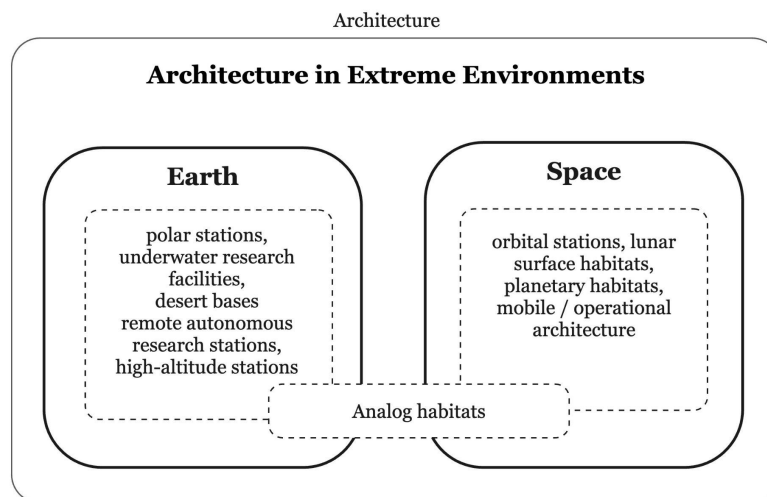 Architecture
Architecture in Extreme Environments
Earth
polar stations,
underwater research
facilities,
desert bases
remote autonomous
research stations,
high-altitude stations
Space
orbital stations, lunar
surface habitats,
planetary habitats,
mobile / operational
architecture
Analog habitats